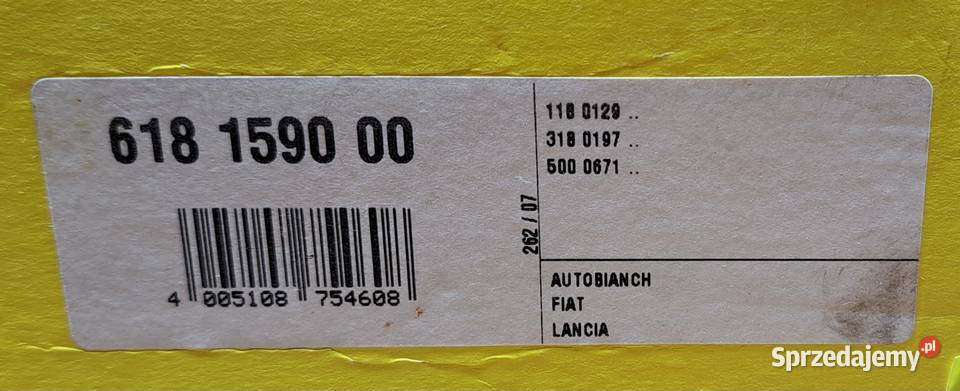 618 1590 00
4 005108 754608
262 / 07
118 0129 ..
318 0197 ..
500 0671 ..
AUTOBIANCH
FIAT
LANCIA
Sprzedajemy.pl